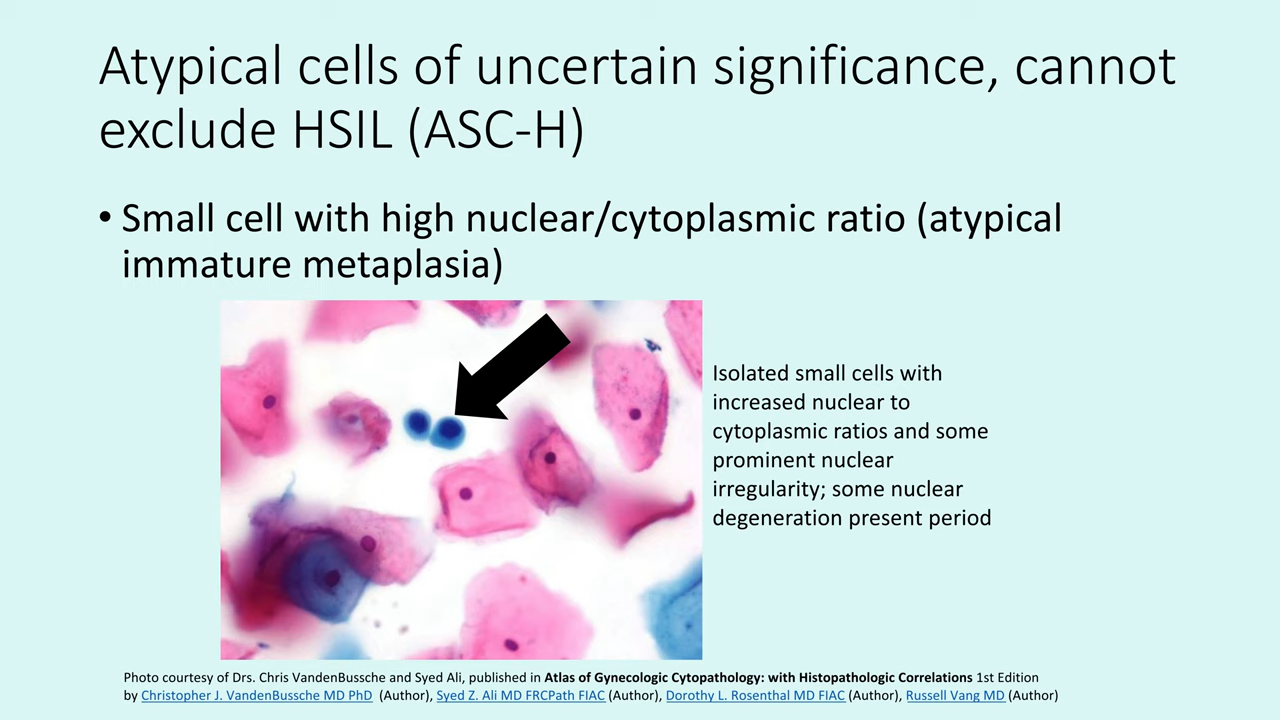 Atypical cells of uncertain significance, cannot
exclude HSIL (ASC-H)
• Small cell with high nuclear/cytoplasmic ratio (atypical
immature metaplasia)
Isolated small cells with
increased nuclear to
cytoplasmic ratios and some
prominent nuclear
irregularity; some nuclear
degeneration present period
Photo courtesy of Drs. Chris VandenBussche and Syed Ali, published in Atlas of Gynecologic Cytopathology: with Histopathologic Correlations 1st Edition
by Christopher J. VandenBussche MD PhD (Author), Syed Z. Ali MD FRCPath FIAC (Author), Dorothy L. Rosenthal MD FIAC (Author), Russell Vang MD (Author)